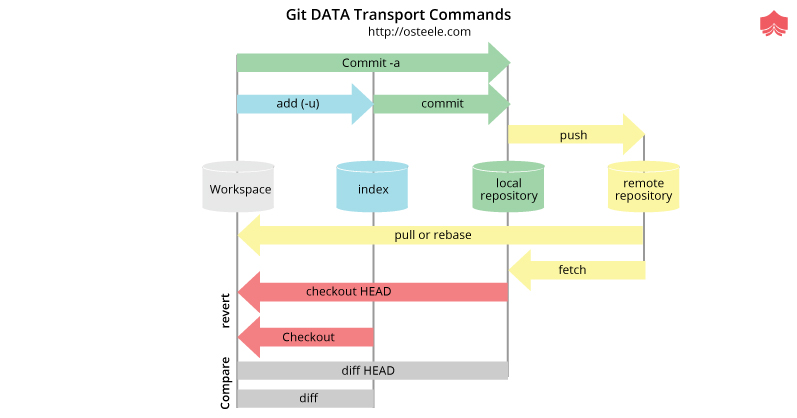 Git DATA Transport Commands
http://osteele.com
Commit -a
add (-u)
commit
push
Workspace
index
local
repository
remote
repository
pull or rebase
fetch
revert
checkout HEAD
Checkout
Compare
diff HEAD
diff